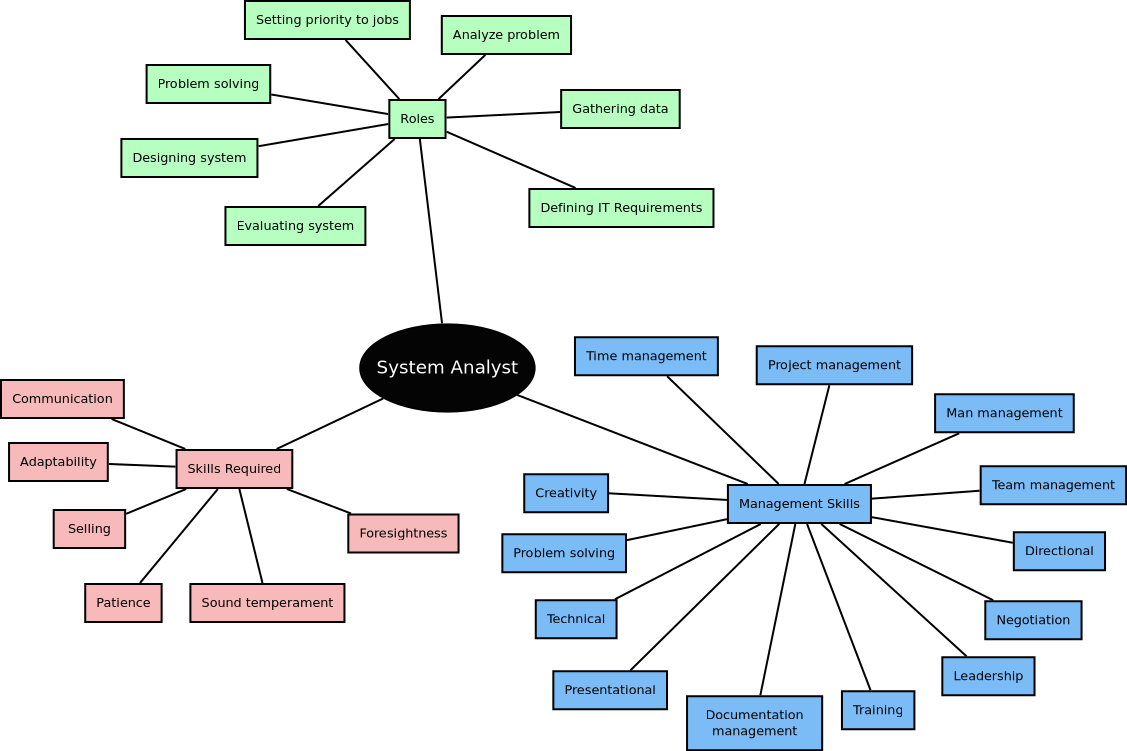 Setting priority to jobs
Analyze problem
Problem solving
Gathering data
Roles
Designing system
Defining IT Requirements
Evaluating system
System Analyst
Communication
Adaptability
Skills Required
Selling
Foresightness
Patience
Sound temperament
Time management
Project management
Man management
Team management
Creativity
Management Skills
Problem solving
Directional
Technical
Negotiation
Presentational
Leadership
Documentation
management
Training